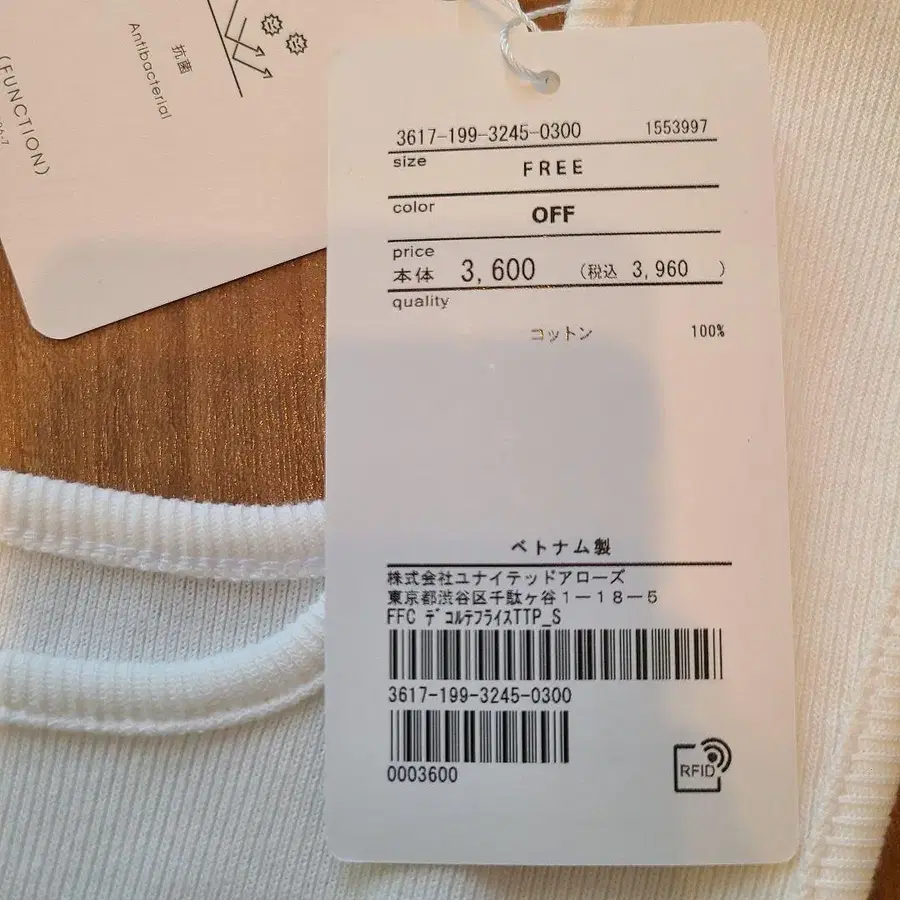 (FUNCTION)
Antibacterial
抗菌
3617-199-3245-0300 1553997
size FREE
color OFF
price
本体 3,600 (税込 3,960 )
quality
コットン 100%
ベトナム製
株式会社ユナイテッドアローズ
東京都渋谷区千駄ヶ谷1-18-5
FFC デコルテフライスTTP_S
3617-199-3245-0300
0003600
RFID